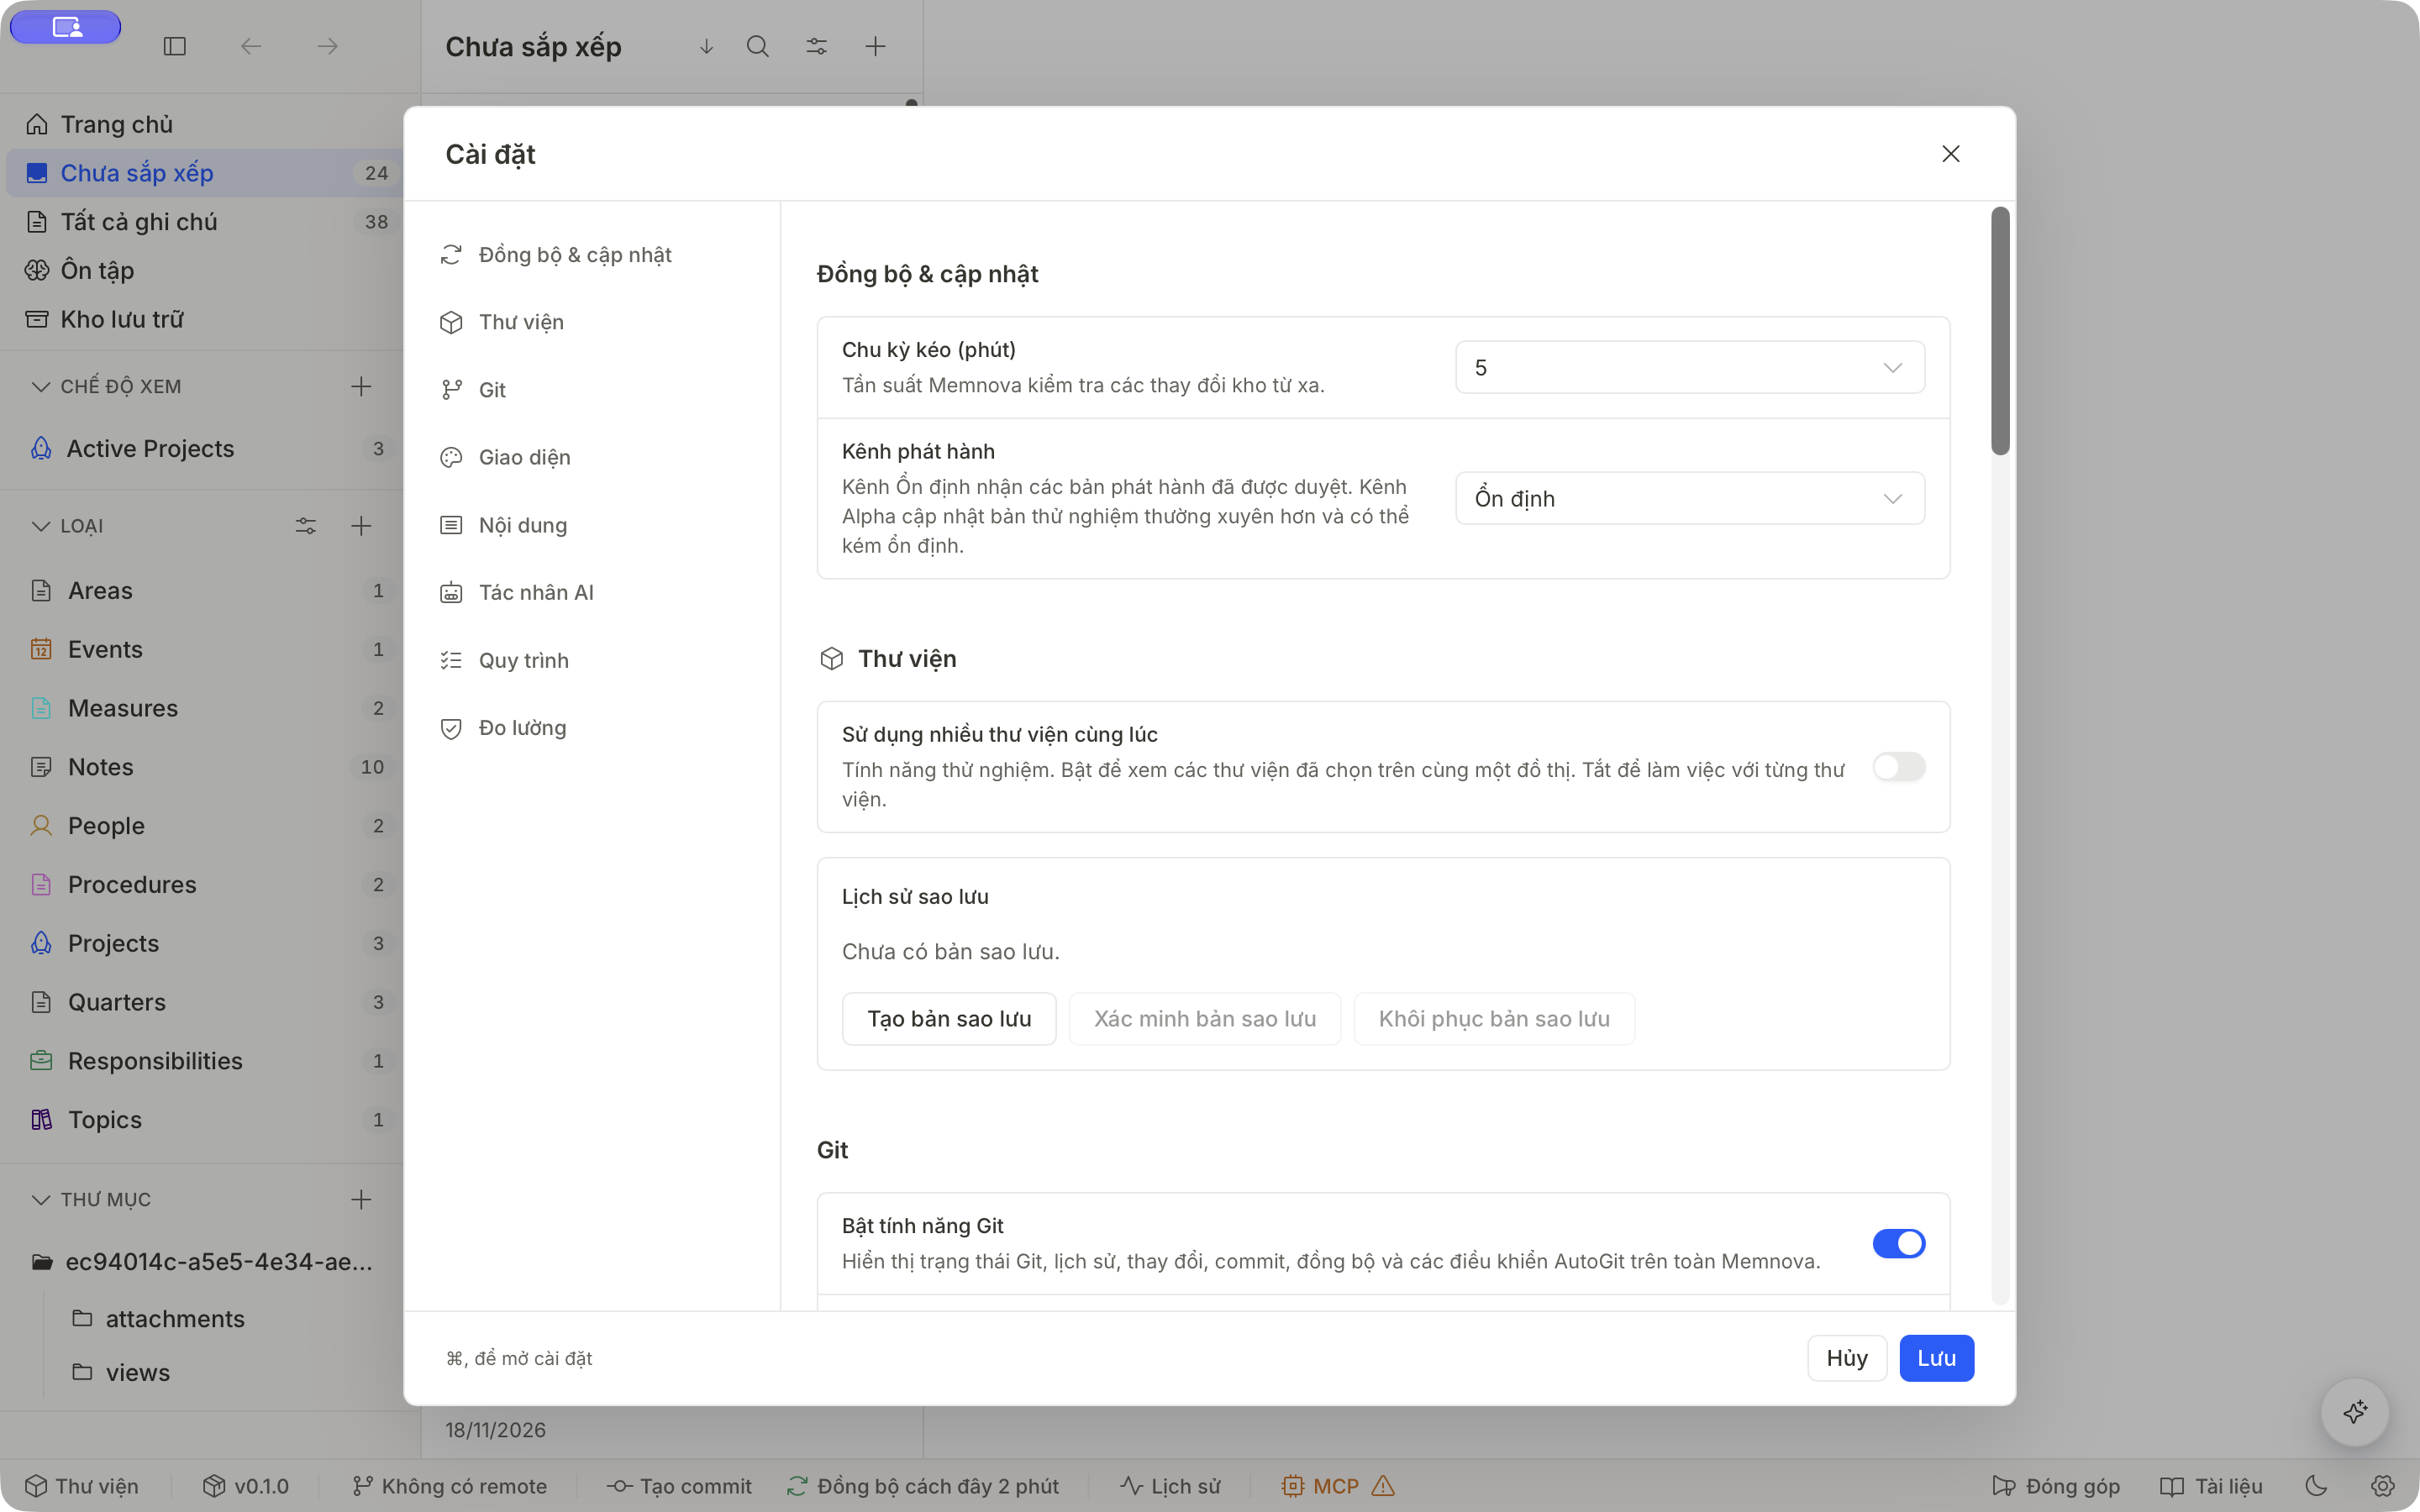 Chưa sắp xếp
Trang chủ
Chưa sắp xếp 24
Tất cả ghi chú 38
Ôn tập
Kho lưu trữ
CHẾ ĐỘ XEM
Active Projects 3
LOẠI
Areas 1
Events 1
Measures 2
Notes 10
People 2
Procedures 2
Projects 3
Quarters 3
Responsibilities 1
Topics 1
THƯ MỤC
ec94014c-a5e5-4e34-ae...
attachments
views
Cài đặt
Đồng bộ & cập nhật
Thư viện
Git
Giao diện
Nội dung
Tác nhân AI
Quy trình
Đo lường
Đồng bộ & cập nhật
Chu kỳ kéo (phút)
Tần suất Memnova kiểm tra các thay đổi kho từ xa.
5
Kênh phát hành
Kênh Ổn định nhận các bản phát hành đã được duyệt. Kênh
Alpha cập nhật bản thử nghiệm thường xuyên hơn và có thể
kém ổn định.
Ổn định
Thư viện
Sử dụng nhiều thư viện cùng lúc
Tính năng thử nghiệm. Bật để xem các thư viện đã chọn trên cùng một đồ thị. Tắt để làm việc với từng thư
viện.
Lịch sử sao lưu
Chưa có bản sao lưu.
Tạo bản sao lưu
Xác minh bản sao lưu
Khôi phục bản sao lưu
Git
Bật tính năng Git
Hiển thị trạng thái Git, lịch sử, thay đổi, commit, đồng bộ và các điều khiển AutoGit trên toàn Memnova.
⌘, để mở cài đặt
Hủy
Lưu
18/11/2026
Thư viện
v0.1.0
Không có remote
Tạo commit
Đồng bộ cách đây 2 phút
Lịch sử
MCP
Đóng góp
Tài liệu